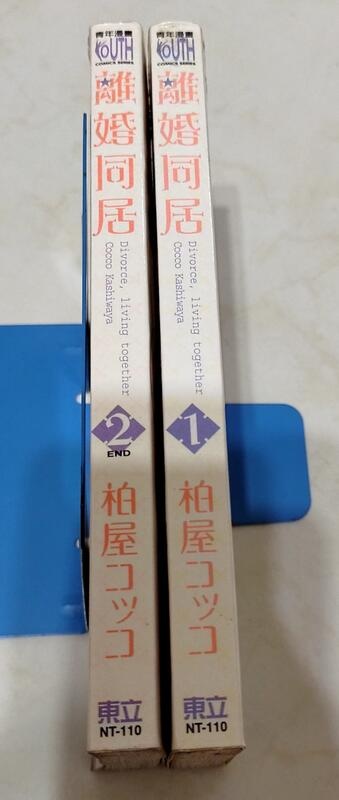 青年漫畫
YOUTH
COMICS SERIES
離婚同居
Divorce, living together
Cocco Kashiwaya
2
END
柏屋コッコ
東立
NT-110
青年漫畫
YOUTH
COMICS SERIES
離婚同居
Divorce, living together
Cocco Kashiwaya
1
柏屋コッコ
東立
NT-110